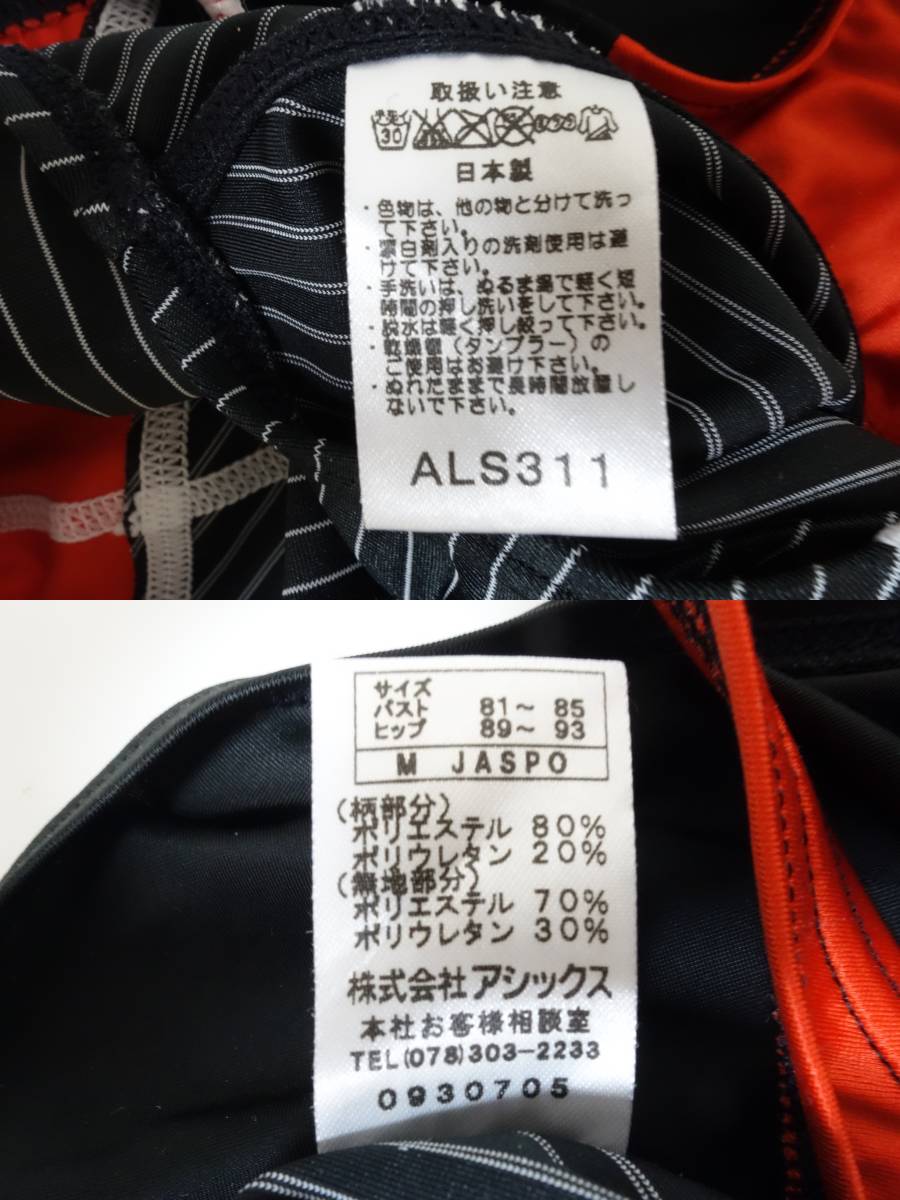 取扱い注意
30
日本製
・色物は、他の物と分けて洗っ
て下さい。
・漂白剤入りの洗剤使用は避
けて下さい。
・手洗いは、ぬるま湯で軽く短
時間の押し洗いをして下さい。
・脱水は軽く押し絞って下さい。
・乾燥機（タンブラー）の
ご使用はお避け下さい。
・ぬれたままで長時間放置し
ないで下さい。
ALS311
サイズ
バスト 81～ 85
ヒップ 89～ 93
M JASPO
(柄部分)
ポリエステル 80%
ポリウレタン 20%
(無地部分)
ポリエステル 70%
ポリウレタン 30%
株式会社アシックス
本社お客様相談室
TEL(078)303-2233
0930705